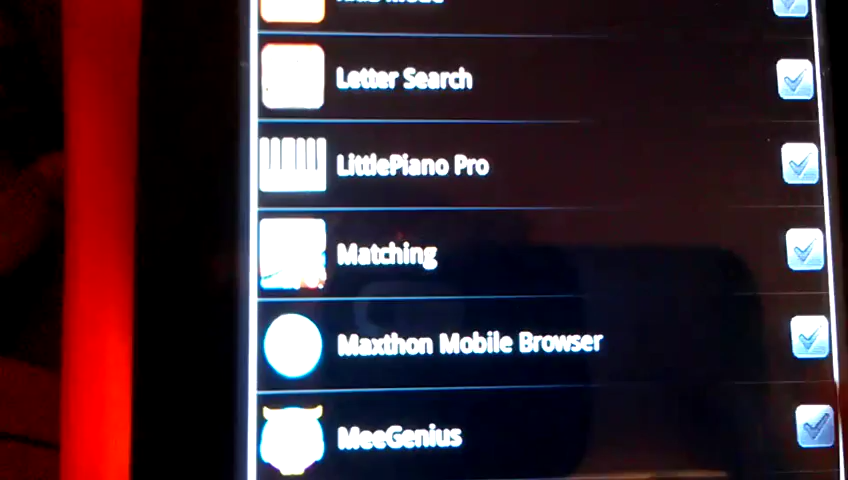 Letter Search
LittlePiano Pro
Matching
Maxthon Mobile Browser
MeeGenius